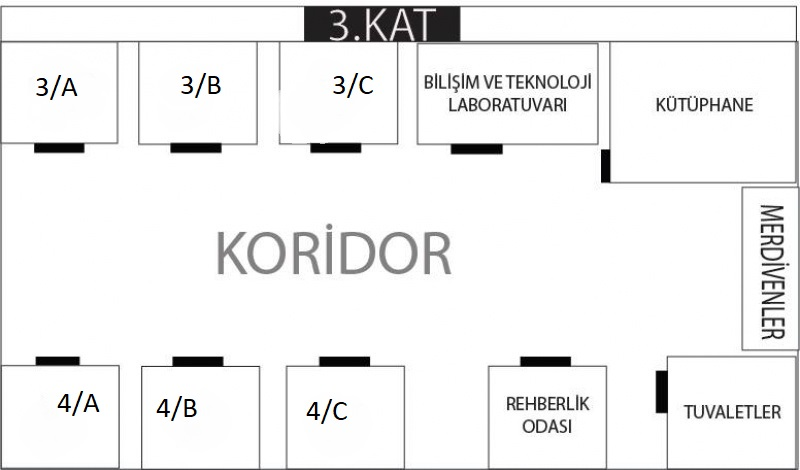 3.KAT
3/A
3/B
3/C
BİLİŞİM VE TEKNOLOJİ
LABORATUVARI
KÜTÜPHANE
KORİDOR
MERDİVENLER
4/A
4/B
4/C
REHBERLİK
ODASI
TUVALETLER